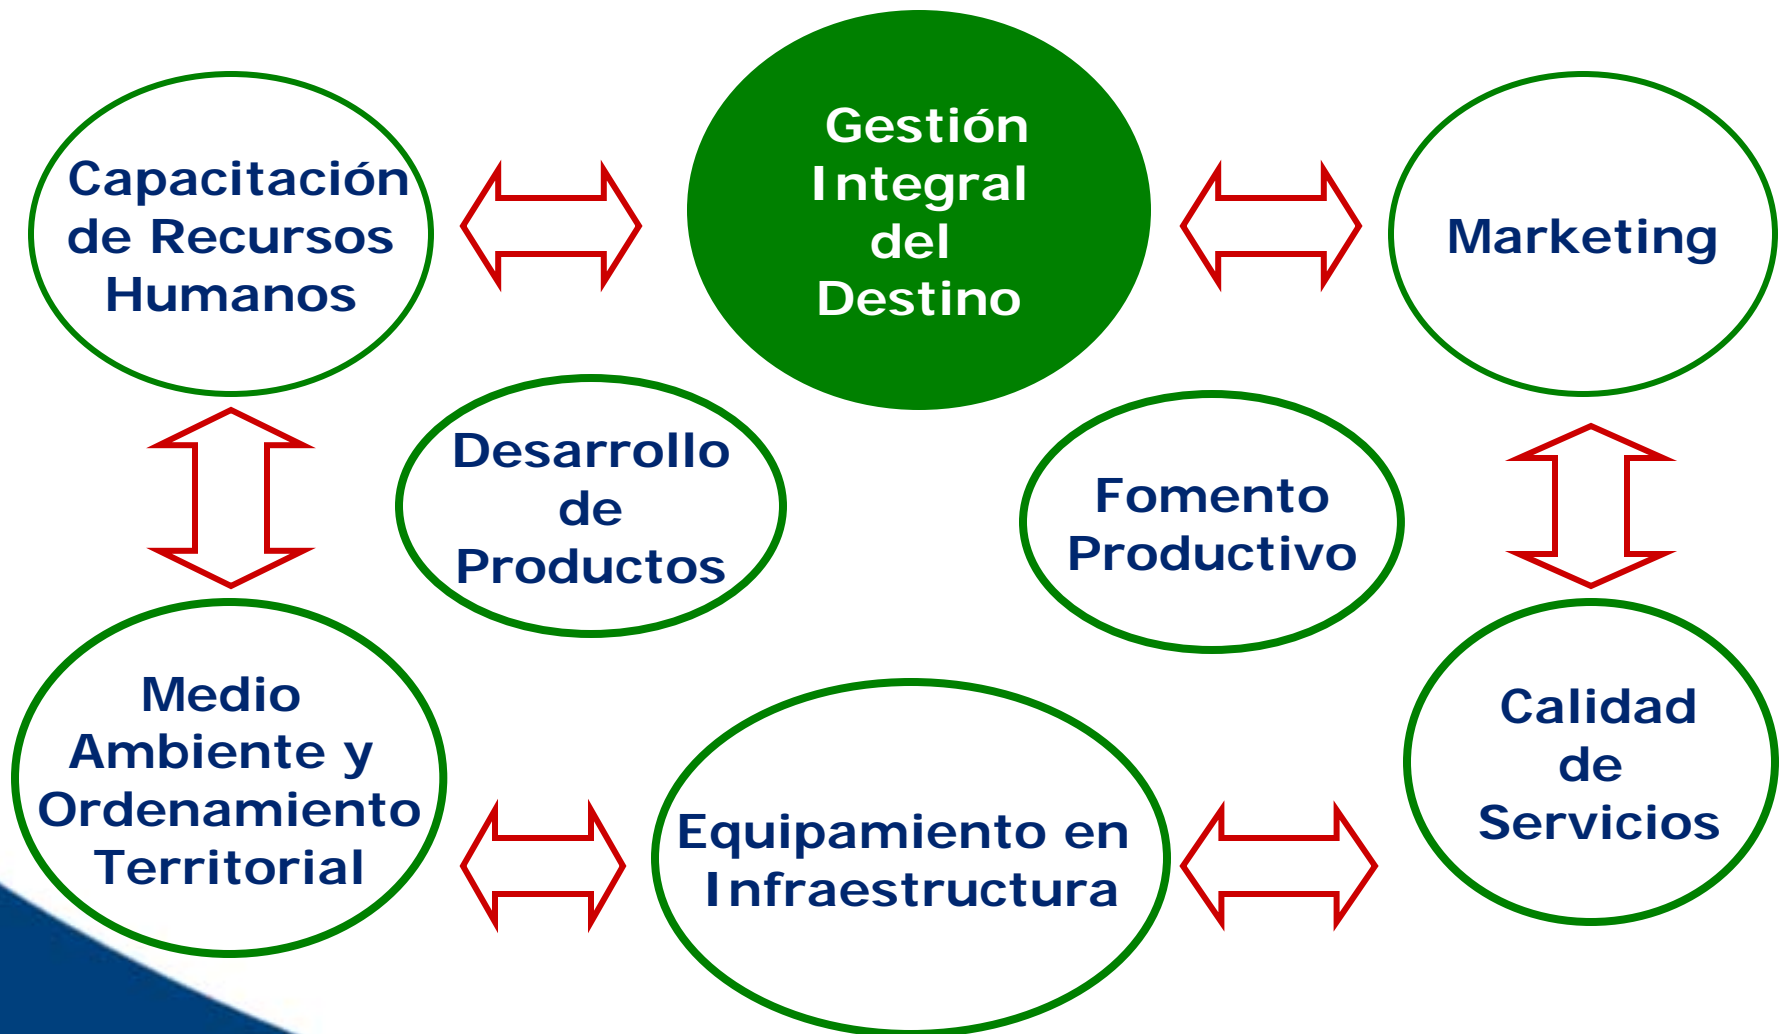 Gestión
Integral
del
Destino
Capacitación
de Recursos
Humanos
Marketing
Desarrollo
de
Productos
Fomento
Productivo
Medio
Ambiente y
Ordenamiento
Territorial
Equipamiento en
Infraestructura
Calidad
de
Servicios